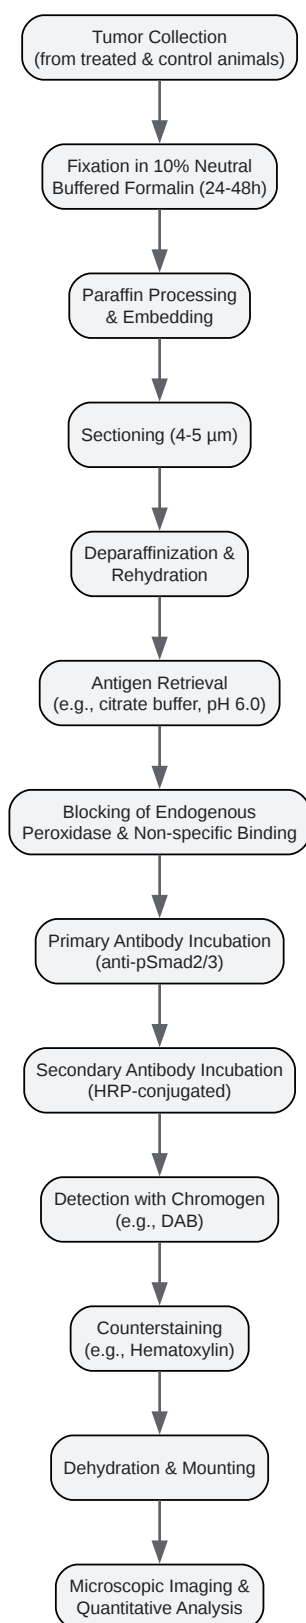 Tumor Collection
(from treated & control animals)
Fixation in 10% Neutral
Buffered Formalin (24-48h)
Paraffin Processing
& Embedding
Sectioning (4-5 µm)
Deparaffinization &
Rehydration
Antigen Retrieval
(e.g., citrate buffer, pH 6.0)
Blocking of Endogenous
Peroxidase & Non-specific Binding
Primary Antibody Incubation
(anti-pSmad2/3)
Secondary Antibody Incubation
(HRP-conjugated)
Detection with Chromogen
(e.g., DAB)
Counterstaining
(e.g., Hematoxylin)
Dehydration & Mounting
Microscopic Imaging &
Quantitative Analysis